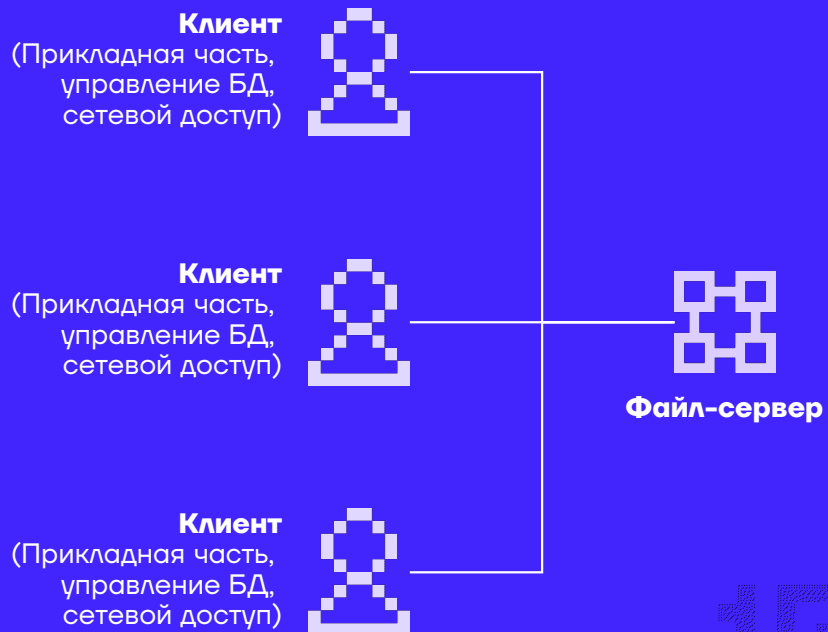 Клиент
(Прикладная часть,
управление БД,
сетевой доступ)
Клиент
(Прикладная часть,
управление БД,
сетевой доступ)
Файл-сервер
Клиент
(Прикладная часть,
управление БД,
сетевой доступ)